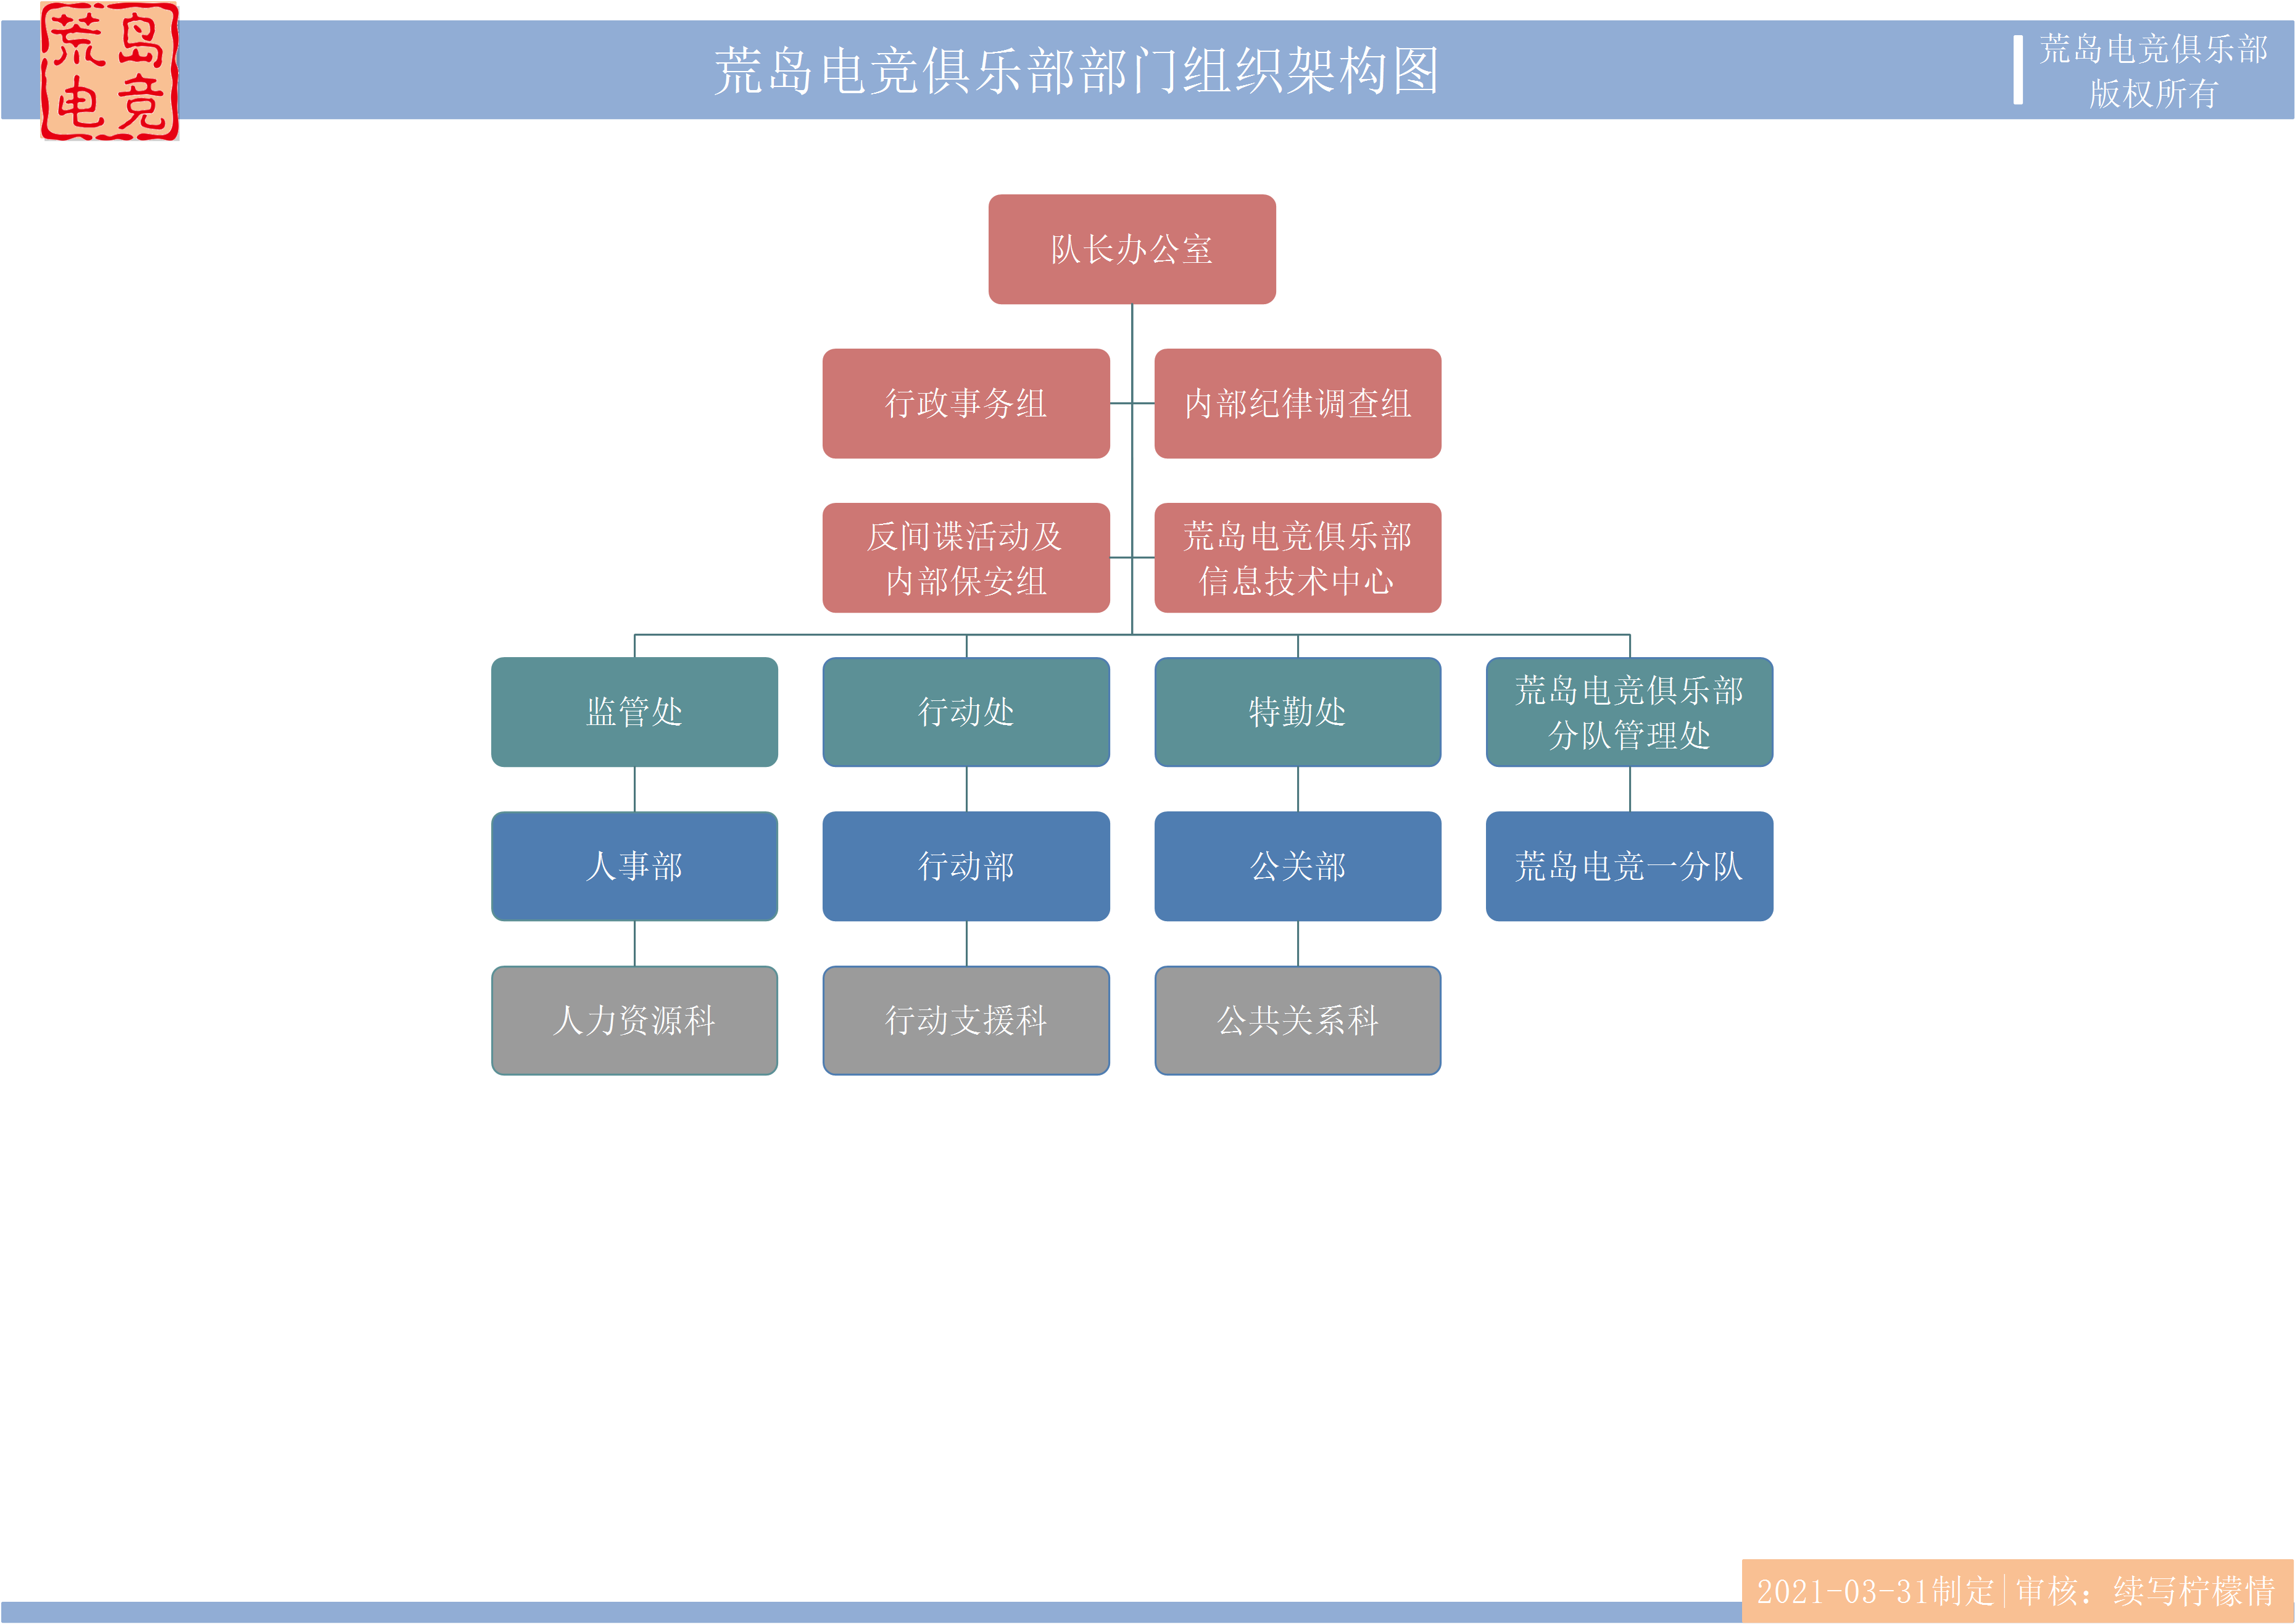 荒岛
电竞
荒岛电竞俱乐部部门组织架构图
荒岛电竞俱乐部
版权所有
队长办公室
行政事务组
内部纪律调查组
反间谍活动及
内部保安组
荒岛电竞俱乐部
信息技术中心
监管处
行动处
特勤处
荒岛电竞俱乐部
分队管理处
人事部
行动部
公关部
荒岛电竞一分队
人力资源科
行动支援科
公共关系科
2021-03-31制定|审核：续写柠檬情